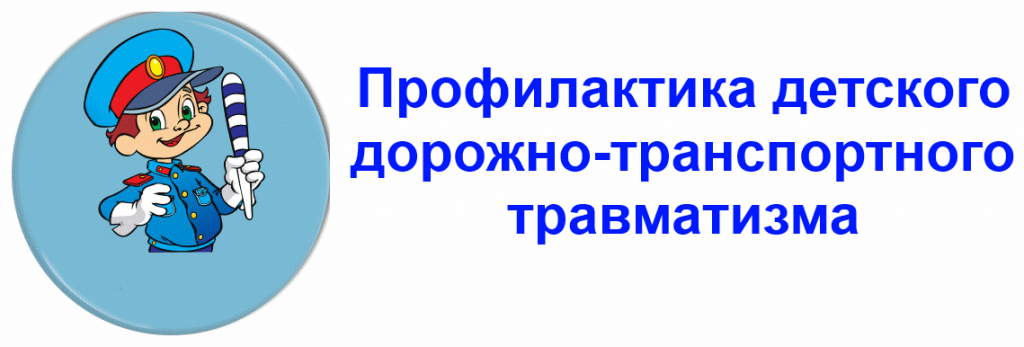 Профилактика детского
дорожно-транспортного
травматизма